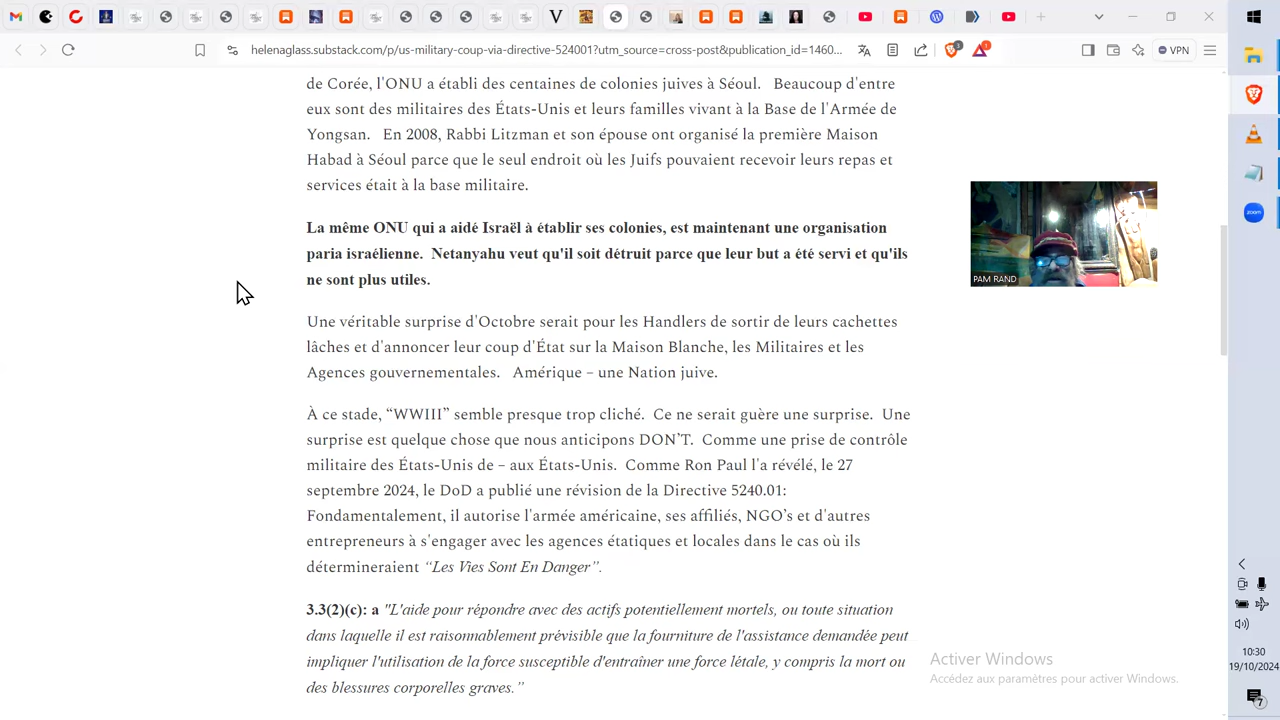 helenaglass.substack.com/p/us-military-coup-via-directive-524001?utm_source=cross-post&publication_id=1460...
VPN
de Corée, l'ONU a établi des centaines de colonies juives à Séoul. Beaucoup d'entre
eux sont des militaires des États-Unis et leurs familles vivant à la Base de l'Armée de
Yongsan. En 2008, Rabbi Litzman et son épouse ont organisé la première Maison
Habad à Séoul parce que le seul endroit où les Juifs pouvaient recevoir leurs repas et
services était à la base militaire.
La même ONU qui a aidé Israël à établir ses colonies, est maintenant une organisation
paria israélienne. Netanyahu veut qu'il soit détruit parce que leur but a été servi et qu'ils
ne sont plus utiles.
PAM RAND
Une véritable surprise d'Octobre serait pour les Handlers de sortir de leurs cachettes
lâches et d'annoncer leur coup d'État sur la Maison Blanche, les Militaires et les
Agences gouvernementales. Amérique – une Nation juive.
À ce stade, “WWIII” semble presque trop cliché. Ce ne serait guère une surprise. Une
surprise est quelque chose que nous anticipons DON’T. Comme une prise de contrôle
militaire des États-Unis de – aux États-Unis. Comme Ron Paul l'a révélé, le 27
septembre 2024, le DoD a publié une révision de la Directive 5240.01:
Fondamentalement, il autorise l'armée américaine, ses affiliés, NGO’s et d'autres
entrepreneurs à s'engager avec les agences étatiques et locales dans le cas où ils
détermineraient “Les Vies Sont En Danger”.
3.3(2)(c): a "L'aide pour répondre avec des actifs potentiellement mortels, ou toute situation
dans laquelle il est raisonnablement prévisible que la fourniture de l'assistance demandée peut
impliquer l'utilisation de la force susceptible d'entraîner une force létale, y compris la mort ou
des blessures corporelles graves.”
Activer Windows
Accédez aux paramètres pour activer Windows.
zoom
10:30
19/10/2024
7